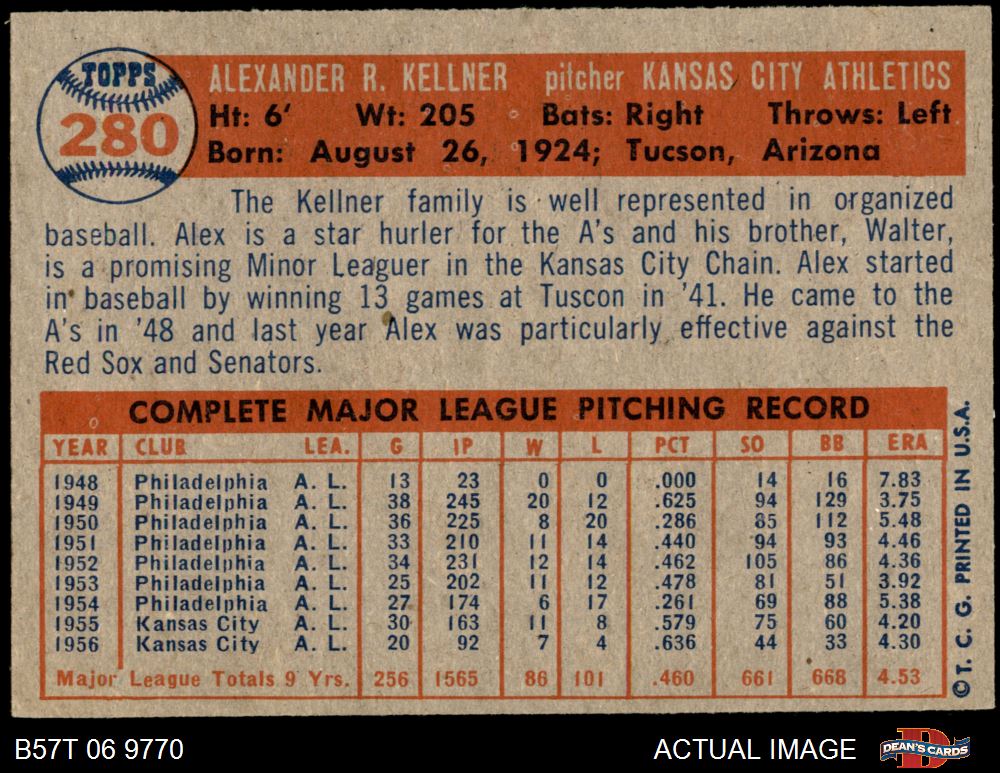 TOPPS
280
ALEXANDER R. KELLNER pitcher KANSAS CITY ATHLETICS
Ht: 6' Wt: 205 Bats: Right Throws: Left
Born: August 26, 1924; Tucson, Arizona
The Kellner family is well represented in organized
baseball. Alex is a star hurler for the A's and his brother, Walter,
is a promising Minor Leaguer in the Kansas City Chain. Alex started
in baseball by winning 13 games at Tuscon in '41. He came to the
A's in '48 and last year Alex was particularly effective against the
Red Sox and Senators.
COMPLETE MAJOR LEAGUE PITCHING RECORD
YEAR CLUB LEA. G IP W L PCT SO BB ERA
1948 Philadelphia A. L. 13 23 0 0 .000 14 16 7.83
1949 Philadelphia A. L. 38 245 20 12 .625 94 129 3.75
1950 Philadelphia A. L. 36 225 8 20 .286 85 112 5.48
1951 Philadelphia A. L. 33 210 11 14 .440 94 93 4.46
1952 Philadelphia A. L. 34 231 12 14 .462 105 86 4.36
1953 Philadelphia A. L. 25 202 11 12 .478 81 51 3.92
1954 Philadelphia A. L. 27 174 6 17 .261 69 88 5.38
1955 Kansas City A. L. 30 163 11 8 .579 75 60 4.20
1956 Kansas City A. L. 20 92 7 4 .636 44 33 4.30
Major League Totals 9 Yrs. 256 1565 86 101 .460 661 668 4.53
©T. C. G. PRINTED IN U.S.A.
B57T 06 9770 ACTUAL IMAGE DEAN'S CARDS